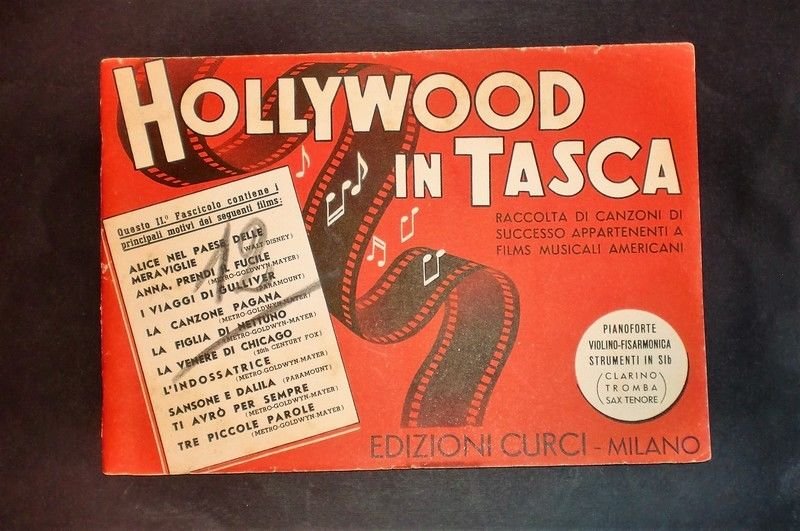 HOLLYWOOD
IN TASCA
RACCOLTA DI CANZONI DI
SUCCESSO APPARTENENTI A
FILMS MUSICALI AMERICANI
Questo 11.º Fascicolo contiene i
principali motivi dei seguenti films:
ALICE NEL PAESE DELLE
MERAVIGLIE (WALT DISNEY)
ANNA, PRENDI IL FUCILE
(METRO-GOLDWYN-MAYER)
I VIAGGI DI GULLIVER
(PARAMOUNT)
LA CANZONE PAGANA
(METRO-GOLDWYN-MAYER)
LA FIGLIA DI NETTUNO
(METRO-GOLDWYN-MAYER)
LA VENERE DI CHICAGO
(20th CENTURY FOX)
L'INDOSSATRICE
(METRO-GOLDWYN-MAYER)
SANSONE E DALILA (PARAMOUNT)
TI AVRÒ PER SEMPRE
(METRO-GOLDWYN-MAYER)
TRE PICCOLE PAROLE
(METRO-GOLDWYN-MAYER)
PIANOFORTE
VIOLINO-FISARMONICA
STRUMENTI IN SIb
(CLARINO
TROMBA
SAX TENORE)
EDIZIONI CURCI - MILANO